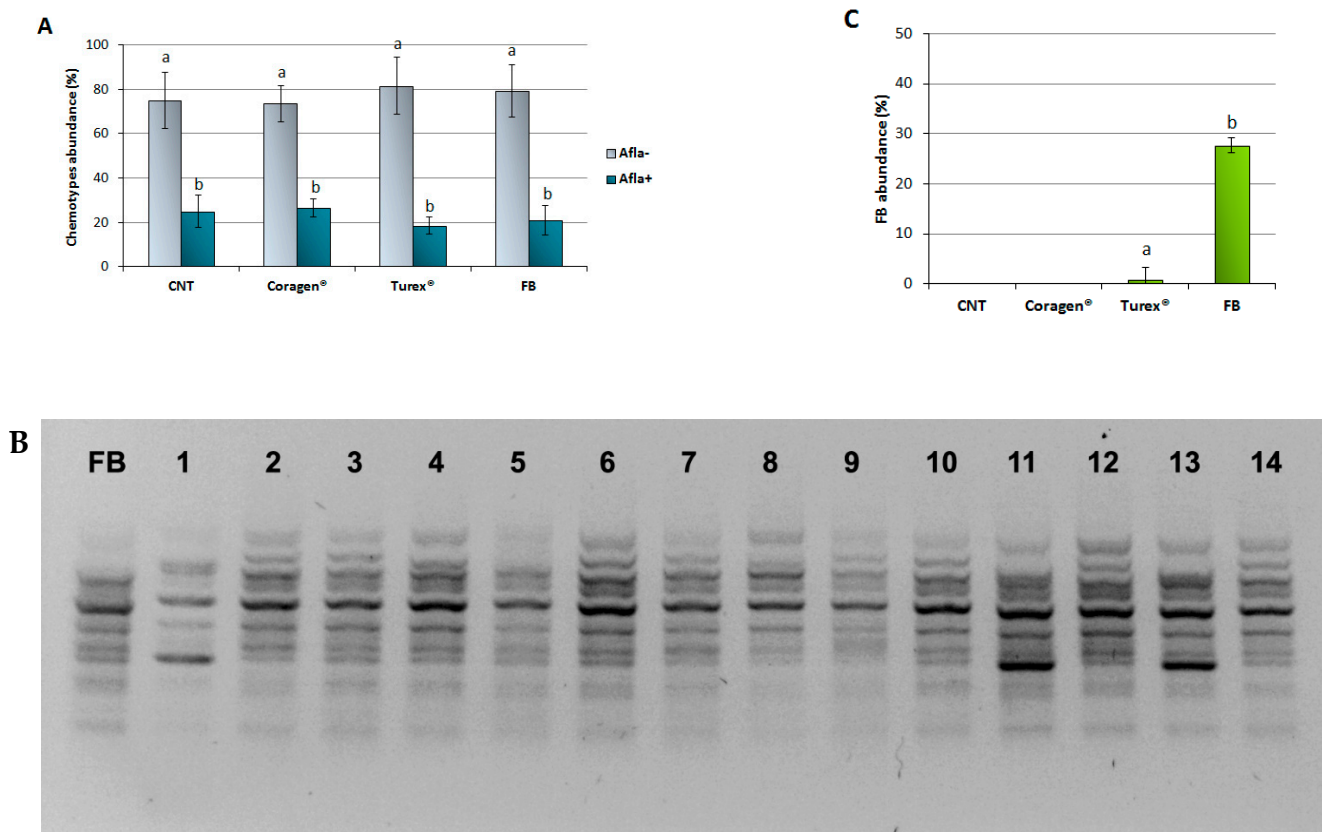 A
Chemotypes abundance (%)
100
80
60
40
20
0
a
b
a
b
a
b
a
b
CNT
Coragen®
Turex®
FB
Afla-
Afla+
C
FB abundance (%)
50
40
30
20
10
0
a
b
CNT
Coragen®
Turex®
FB
B
FB 1 2 3 4 5 6 7 8 9 10 11 12 13 14